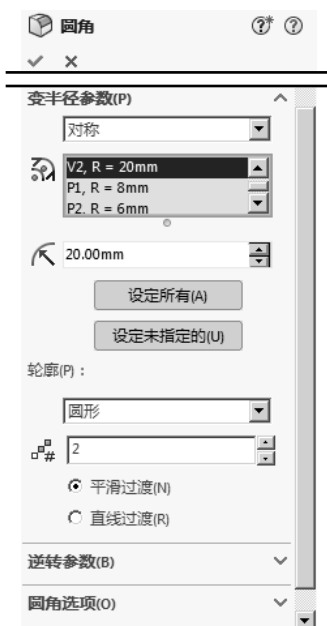 圆角
变半径参数(P)
对称
V2, R = 20mm
P1, R = 8mm
P2. R = 6mm
20.00mm
设定所有(A)
设定未指定的(U)
轮廓(P)：
圆形
2
平滑过渡(N)
直线过渡(R)
逆转参数(B)
圆角选项(O)